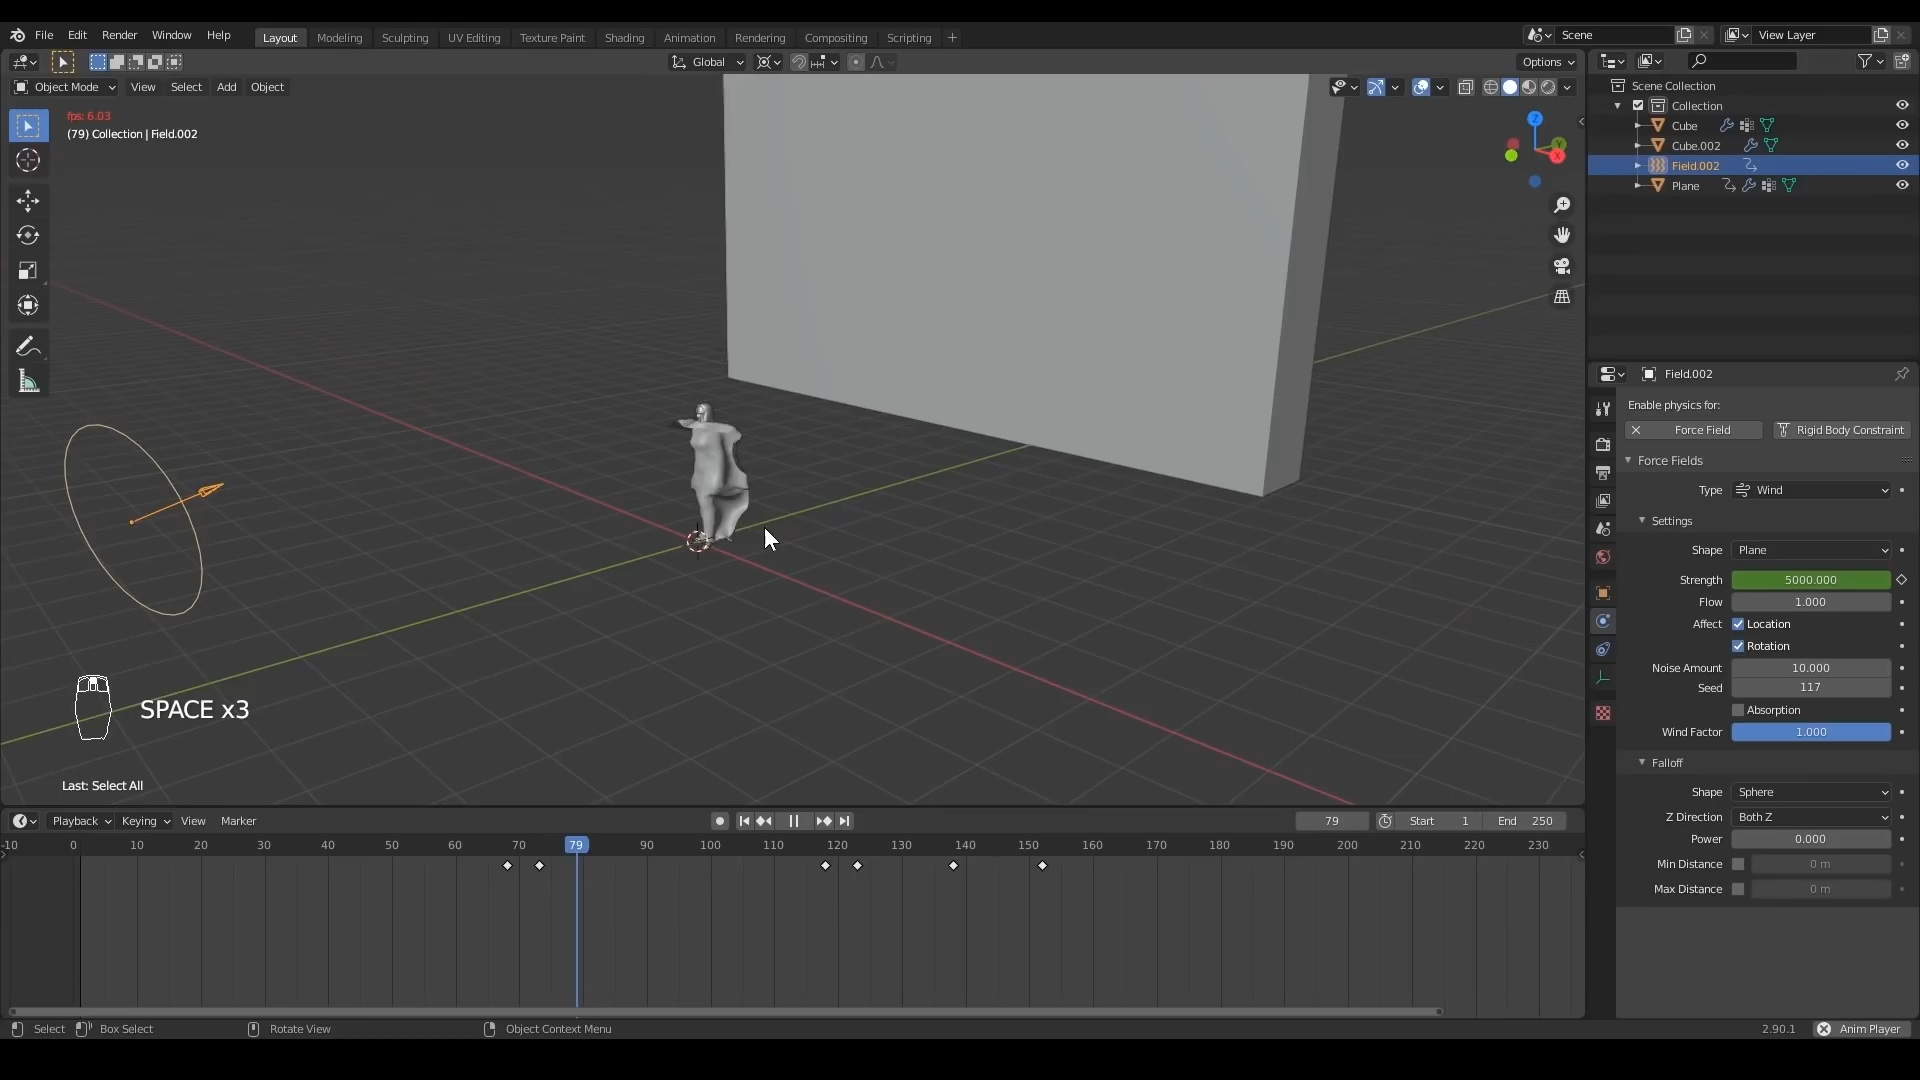 File Edit Render Window Help Layout Modeling Sculpting UV Editing Texture Paint Shading Animation Rendering Compositing Scripting + Scene View Layer
Global Options
Object Mode View Select Add Object
fps: 6.03
(79) Collection | Field.002
Z
Y
X
Scene Collection
Collection
Cube
Cube.002
Field.002
Plane
Field.002
Enable physics for:
Force Field Rigid Body Constraint
Force Fields
Type Wind
Settings
Shape Plane
Strength 5000.000
Flow 1.000
Affect Location
Rotation
Noise Amount 10.000
Seed 117
Absorption
Wind Factor 1.000
Falloff
Shape Sphere
Z Direction Both Z
Power 0.000
Min Distance 0 m
Max Distance 0 m
SPACE x3
Last: Select All
Playback Keying View Marker 79 Start 1 End 250
-10 0 10 20 30 40 50 60 70 79 90 100 110 120 130 140 150 160 170 180 190 200 210 220 230
Select Box Select Rotate View Object Context Menu 2.90.1 Anim Player